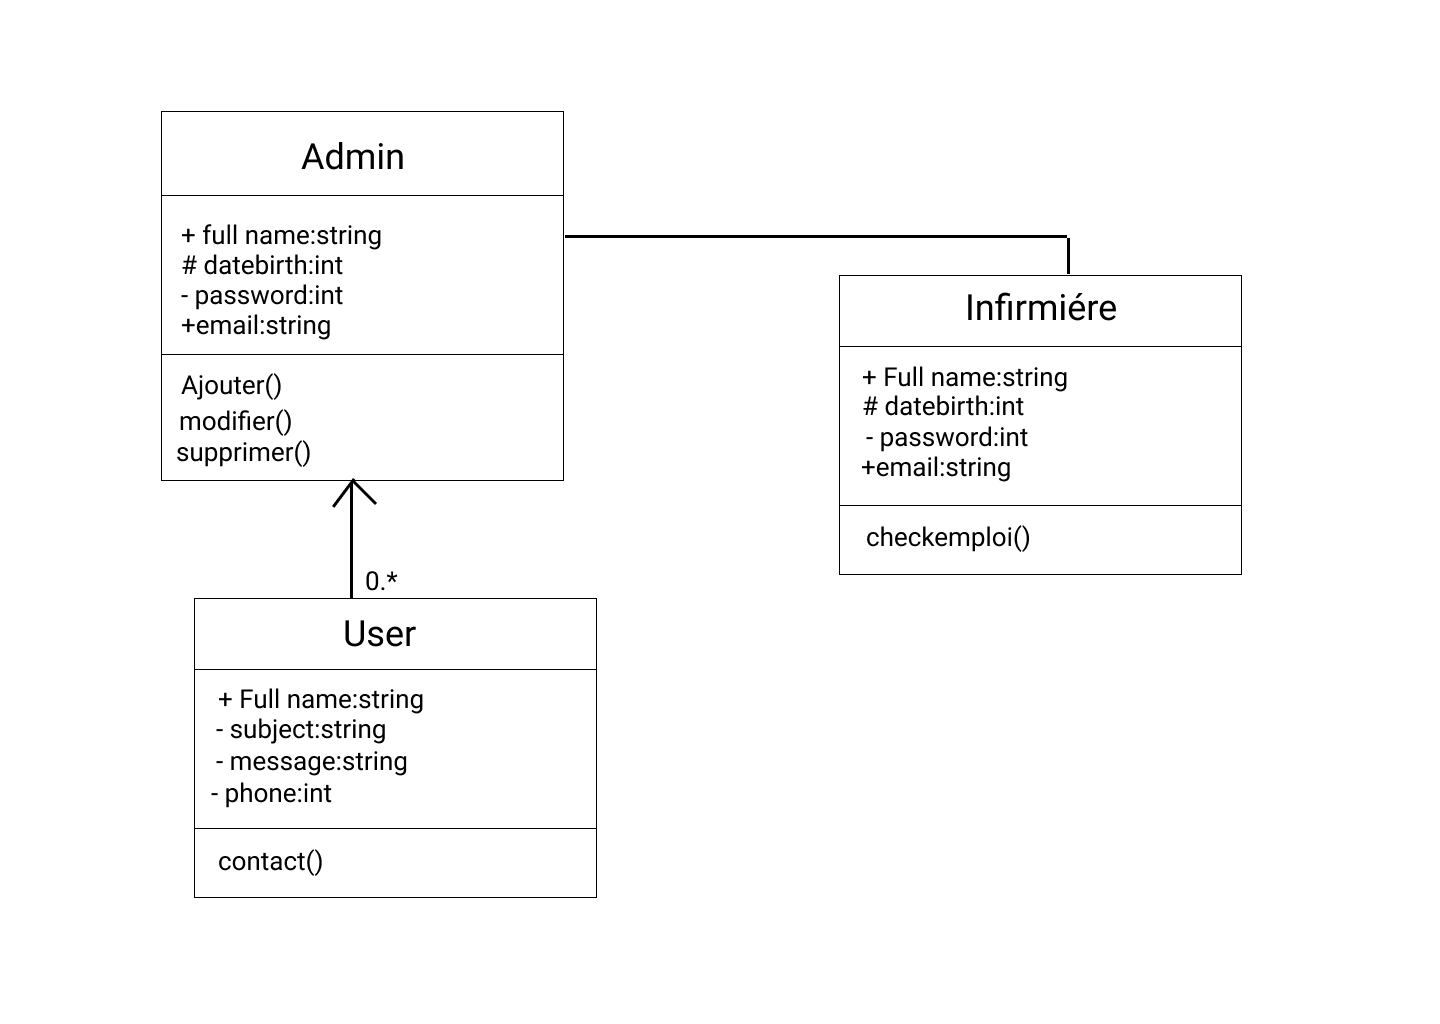 Admin
+ full name:string
# datebirth:int
- password:int
+email:string
Ajouter()
modifier()
supprimer()
Infirmiére
+ Full name:string
# datebirth:int
- password:int
+email:string
checkemploi()
0.*
User
+ Full name:string
- subject:string
- message:string
- phone:int
contact()